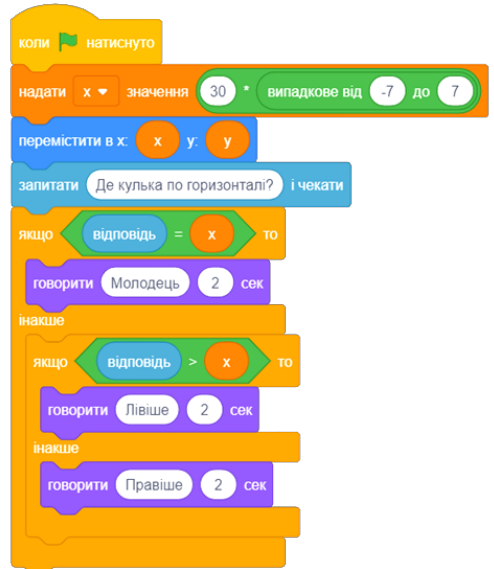 коли натиснуто
надати x значення 30 * випадкове від -7 до 7
перемістити в x: x y: y
запитати Де кулька по горизонталі? і чекати
якщо відповідь = x то
говорити Молодець 2 сек
інакше
якщо відповідь > x то
говорити Лівіше 2 сек
інакше
говорити Правіше 2 сек